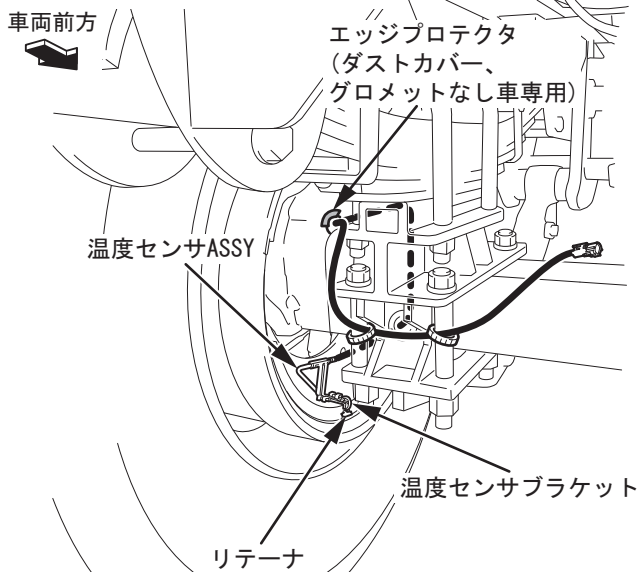 車両前方
エッジプロテクタ
(ダストカバー、
グロメットなし車専用)
温度センサASSY
温度センサブラケット
リテーナ